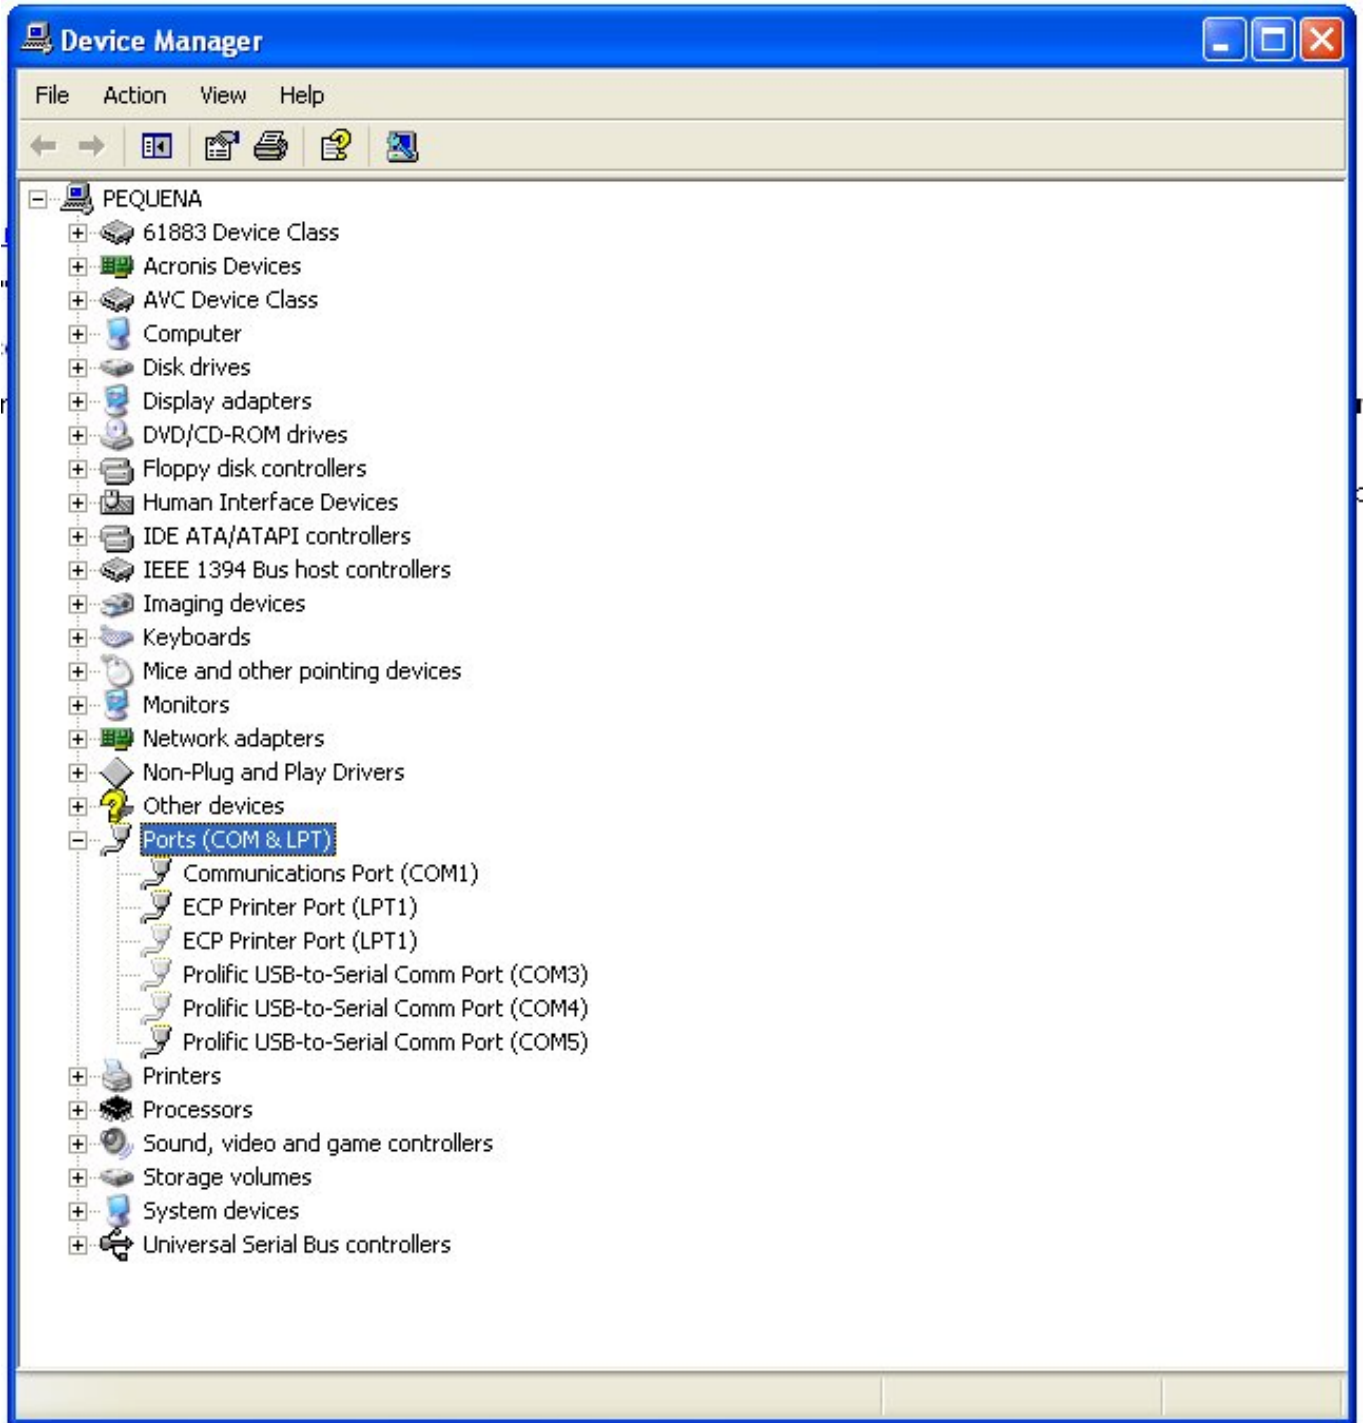 Device Manager
File Action View Help
PEQUENA
61883 Device Class
Acronis Devices
AVC Device Class
Computer
Disk drives
Display adapters
DVD/CD-ROM drives
Floppy disk controllers
Human Interface Devices
IDE ATA/ATAPI controllers
IEEE 1394 Bus host controllers
Imaging devices
Keyboards
Mice and other pointing devices
Monitors
Network adapters
Non-Plug and Play Drivers
Other devices
Ports (COM & LPT)
Communications Port (COM1)
ECP Printer Port (LPT1)
ECP Printer Port (LPT1)
Prolific USB-to-Serial Comm Port (COM3)
Prolific USB-to-Serial Comm Port (COM4)
Prolific USB-to-Serial Comm Port (COM5)
Printers
Processors
Sound, video and game controllers
Storage volumes
System devices
Universal Serial Bus controllers